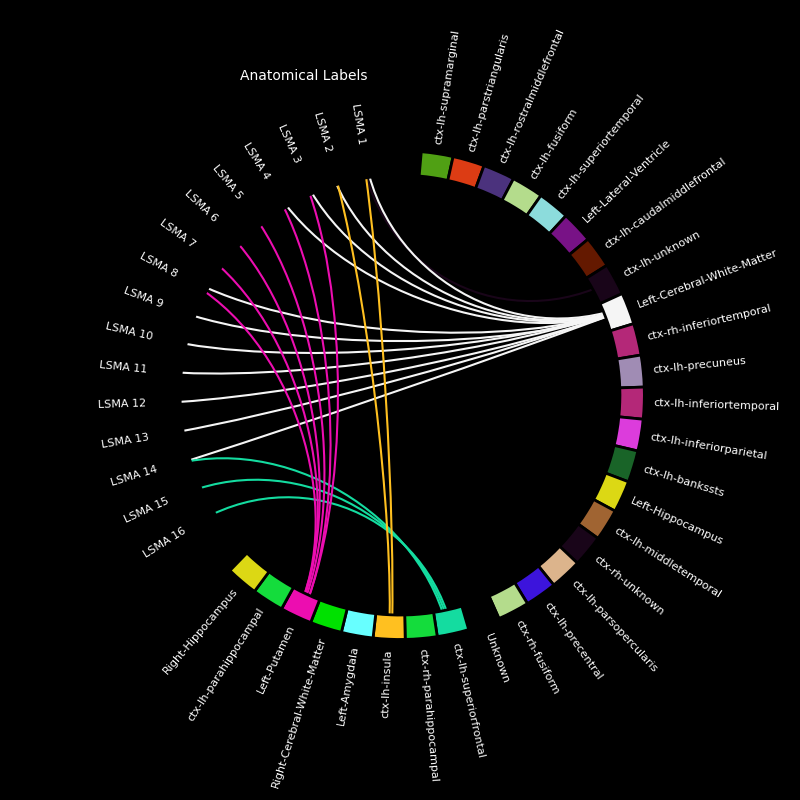 Anatomical Labels
LSMA 1
LSMA 2
LSMA 3
LSMA 4
LSMA 5
LSMA 6
LSMA 7
LSMA 8
LSMA 9
LSMA 10
LSMA 11
LSMA 12
LSMA 13
LSMA 14
LSMA 15
LSMA 16
Right-Hippocampus
ctx-lh-parahippocampal
Left-Putamen
Right-Cerebral-White-Matter
Left-Amygdala
ctx-lh-insula
ctx-rh-parahippocampal
ctx-lh-superiorfrontal
Unknown
ctx-rh-fusiform
ctx-lh-precentral
ctx-lh-parsopercularis
ctx-rh-unknown
ctx-lh-middletemporal
Left-Hippocampus
ctx-lh-bankssts
ctx-lh-inferiorparietal
ctx-lh-inferiortemporal
ctx-lh-precuneus
ctx-rh-inferiortemporal
Left-Cerebral-White-Matter
ctx-lh-unknown
ctx-lh-caudalmiddlefrontal
Left-Lateral-Ventricle
ctx-lh-superiortemporal
ctx-lh-fusiform
ctx-lh-rostralmiddlefrontal
ctx-lh-parstriangularis
ctx-lh-supramarginal